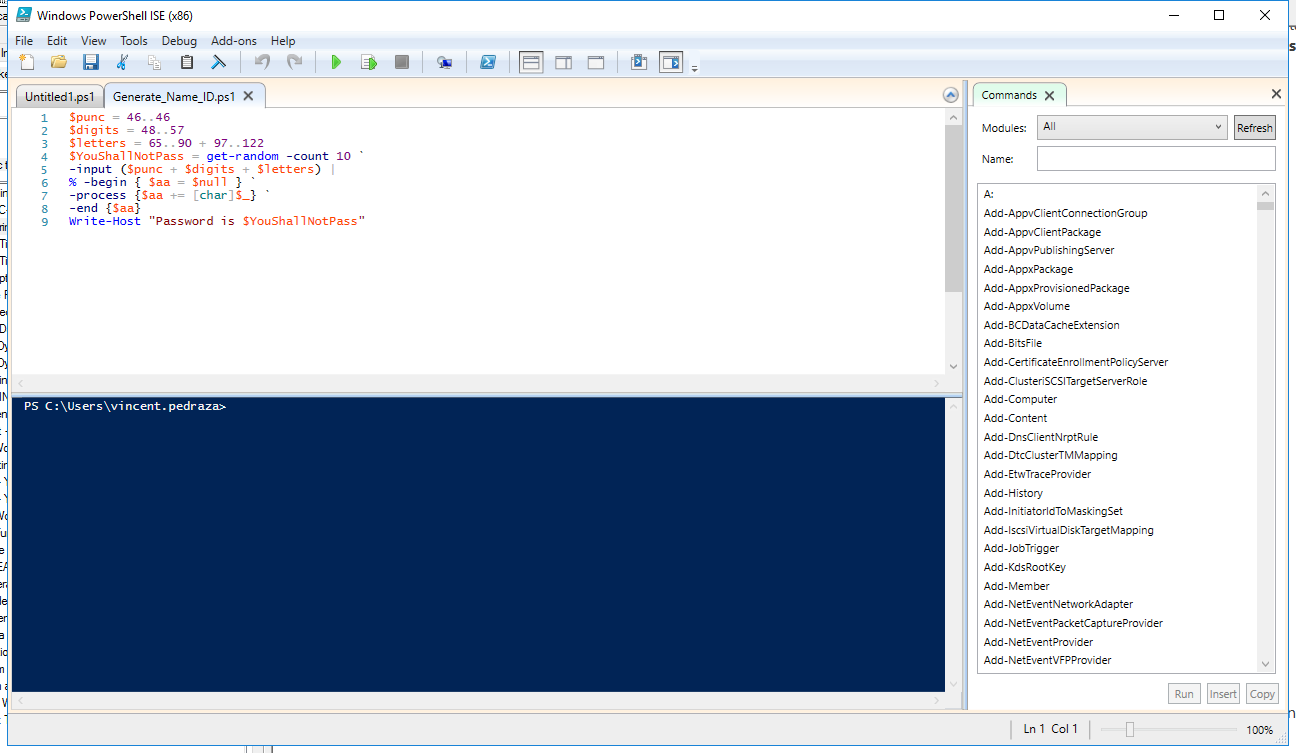 Windows PowerShell ISE (x86)
File Edit View Tools Debug Add-ons Help
Untitled1.ps1 Generate_Name_ID.ps1
1 $punc = 46..46
2 $digits = 48..57
3 $letters = 65..90 + 97..122
4 $YouShallNotPass = get-random -count 10 `
5 -input ($punc + $digits + $letters) |
6 % -begin { $aa = $null } `
7 -process {$aa += [char]$_} `
8 -end {$aa}
9 Write-Host "Password is $YouShallNotPass"
PS C:\Users\vincent.pedraza>
Commands
Modules: All Refresh
Name:
A:
Add-AppvClientConnectionGroup
Add-AppvClientPackage
Add-AppvPublishingServer
Add-AppxPackage
Add-AppxProvisionedPackage
Add-AppxVolume
Add-BCDataCacheExtension
Add-BitsFile
Add-CertificateEnrollmentPolicyServer
Add-ClusteriSCSITargetServerRole
Add-Computer
Add-Content
Add-DnsClientNrptRule
Add-DtcClusterTMMapping
Add-EtwTraceProvider
Add-History
Add-InitiatorIdToMaskingSet
Add-IscsiVirtualDiskTargetMapping
Add-JobTrigger
Add-KdsRootKey
Add-Member
Add-NetEventNetworkAdapter
Add-NetEventPacketCaptureProvider
Add-NetEventProvider
Add-NetEventVFPProvider
Run Insert Copy
Ln 1 Col 1 100%